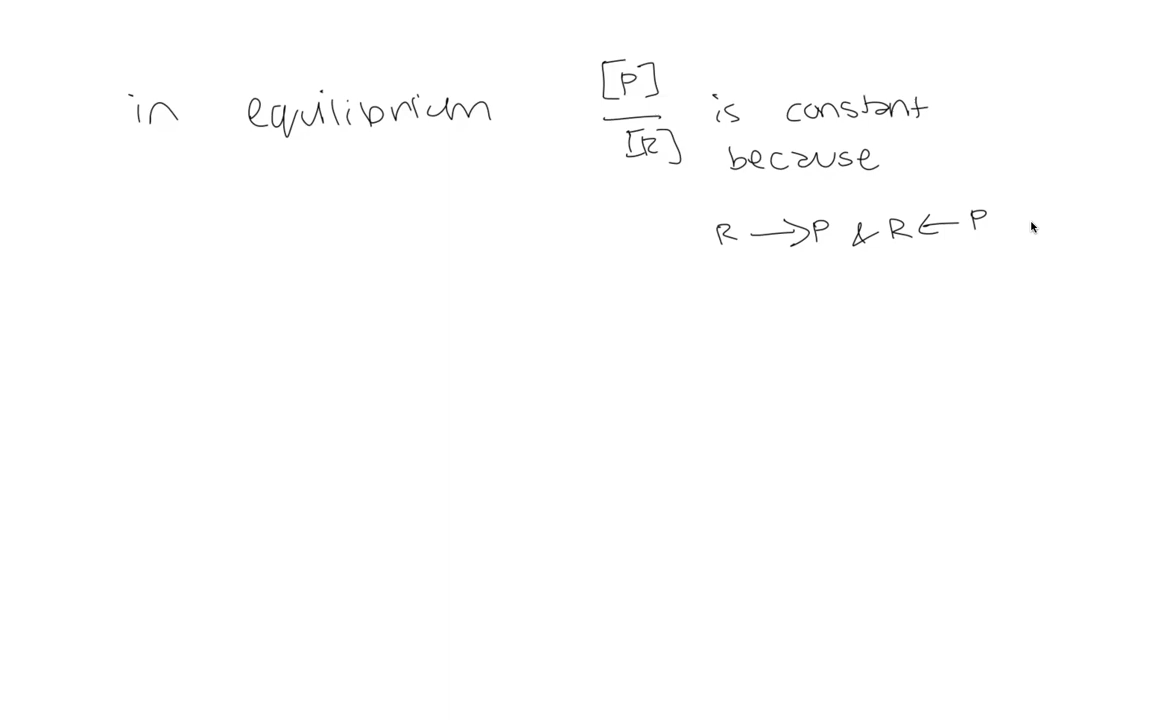 in equilibrium [P] / [R] is constant
because
R → P & R ← P